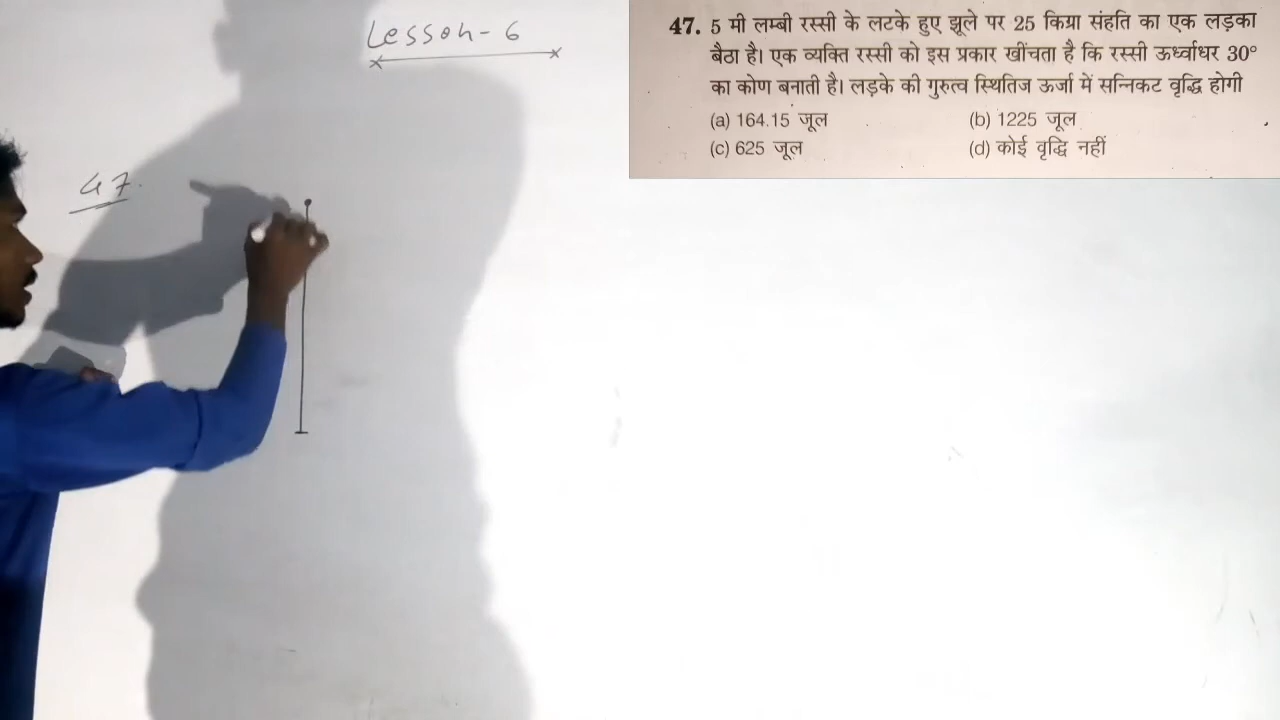 Lesson-6
47. 5 मी लम्बी रस्सी के लटके हुए झूले पर 25 किग्रा संहति का एक लड़का
बैठा है। एक व्यक्ति रस्सी को इस प्रकार खींचता है कि रस्सी ऊर्ध्वाधर 30°
का कोण बनाती है। लड़के की गुरुत्व स्थितिज ऊर्जा में सन्निकट वृद्धि होगी
(a) 164.15 जूल (b) 1225 जूल
(c) 625 जूल (d) कोई वृद्धि नहीं
47.